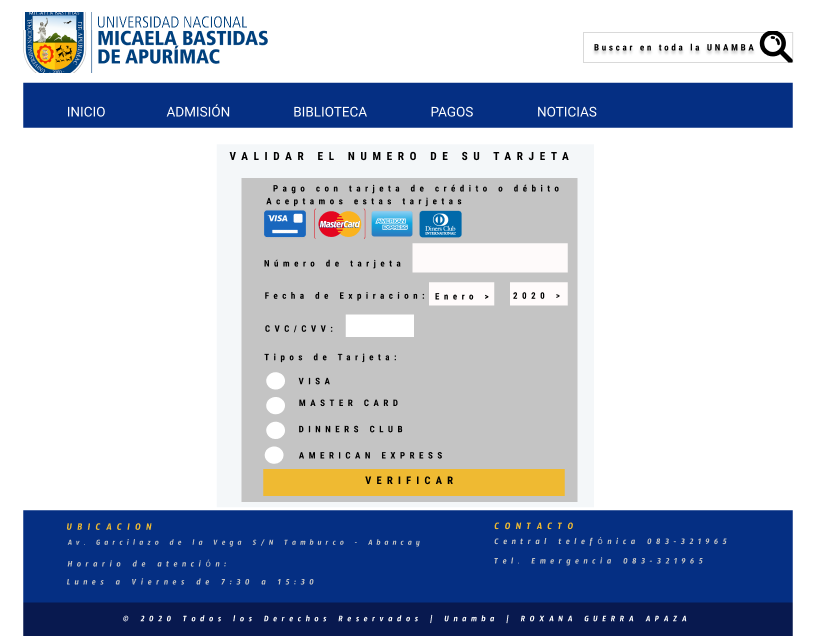 UNIVERSIDAD NACIONAL
MICAELA BASTIDAS
DE APURÍMAC
Buscar en toda la UNAMBA
INICIO ADMISIÓN BIBLIOTECA PAGOS NOTICIAS
VALIDAR EL NUMERO DE SU TARJETA
Pago con tarjeta de crédito o débito
Aceptamos estas tarjetas
VISA MasterCard AMERICAN EXPRESS Diners Club INTERNATIONAL
Número de tarjeta
Fecha de Expiracion: Enero > 2020 >
CVC/CVV:
Tipos de Tarjeta:
VISA
MASTER CARD
DINNERS CLUB
AMERICAN EXPRESS
VERIFICAR
UBICACION
Av. Garcilazo de la Vega S/N Tamburco - Abancay
Horario de atención:
Lunes a Viernes de 7:30 a 15:30
CONTACTO
Central telefónica 083-321965
Tel. Emergencia 083-321965
© 2020 Todos los Derechos Reservados | Unamba | ROXANA GUERRA APAZA